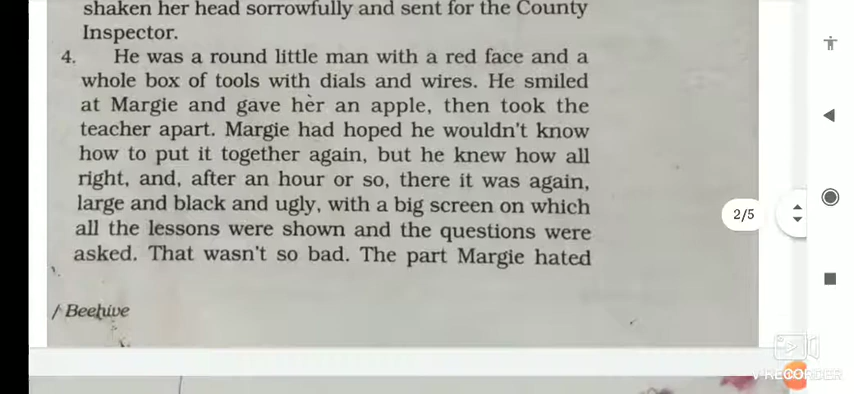 shaken her head sorrowfully and sent for the County
Inspector.
4. He was a round little man with a red face and a
whole box of tools with dials and wires. He smiled
at Margie and gave her an apple, then took the
teacher apart. Margie had hoped he wouldn't know
how to put it together again, but he knew how all
right, and, after an hour or so, there it was again,
large and black and ugly, with a big screen on which
all the lessons were shown and the questions were
asked. That wasn't so bad. The part Margie hated
/ Beehive
2/5
V RECORDER